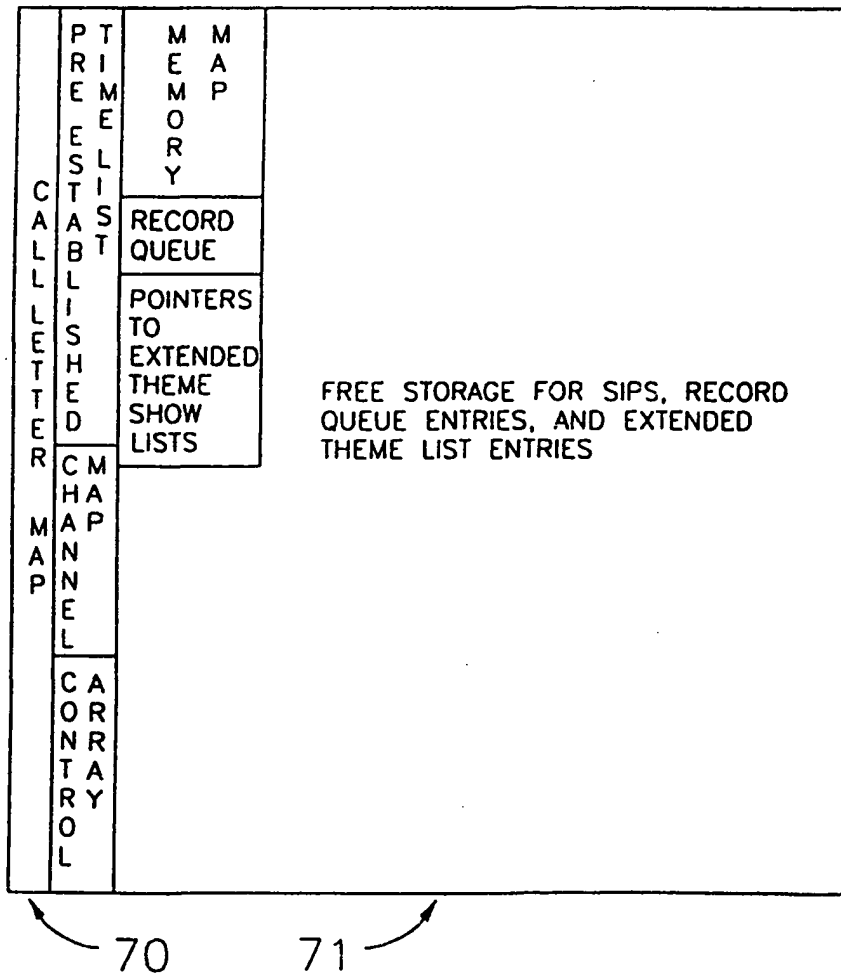 CALL LETTER MAP
PRE ESTABLISHED
TIME LIST
CHANNEL
MAP
CONTROL
ARRAY
MEMORY
MAP
RECORD
QUEUE
POINTERS
TO
EXTENDED
THEME
SHOW
LISTS
FREE STORAGE FOR SIPS, RECORD
QUEUE ENTRIES, AND EXTENDED
THEME LIST ENTRIES
70
71